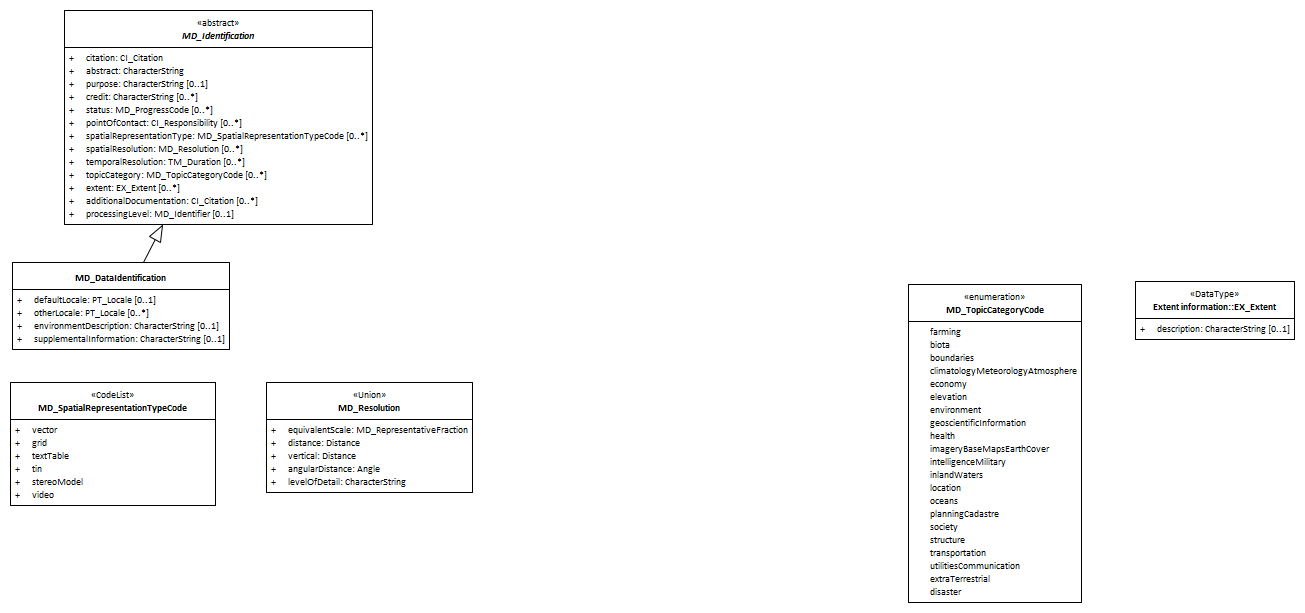 «abstract»
MD_Identification
+ citation: CI_Citation
+ abstract: CharacterString
+ purpose: CharacterString [0..1]
+ credit: CharacterString [0..*]
+ status: MD_ProgressCode [0..*]
+ pointOfContact: CI_Responsibility [0..*]
+ spatialRepresentationType: MD_SpatialRepresentationTypeCode [0..*]
+ spatialResolution: MD_Resolution [0..*]
+ temporalResolution: TM_Duration [0..*]
+ topicCategory: MD_TopicCategoryCode [0..*]
+ extent: EX_Extent [0..*]
+ additionalDocumentation: CI_Citation [0..*]
+ processingLevel: MD_Identifier [0..1]
MD_DataIdentification
+ defaultLocale: PT_Locale [0..1]
+ otherLocale: PT_Locale [0..*]
+ environmentDescription: CharacterString [0..1]
+ supplementalInformation: CharacterString [0..1]
«CodeList»
MD_SpatialRepresentationTypeCode
+ vector
+ grid
+ textTable
+ tin
+ stereoModel
+ video
«Union»
MD_Resolution
+ equivalentScale: MD_RepresentativeFraction
+ distance: Distance
+ vertical: Distance
+ angularDistance: Angle
+ levelOfDetail: CharacterString
«enumeration»
MD_TopicCategoryCode
farming
biota
boundaries
climatologyMeteorologyAtmosphere
economy
elevation
environment
geoscientificInformation
health
imageryBaseMapsEarthCover
intelligenceMilitary
inlandWaters
location
oceans
planningCadastre
society
structure
transportation
utilitiesCommunication
extraTerrestrial
disaster
«DataType»
Extent information::EX_Extent
+ description: CharacterString [0..1]